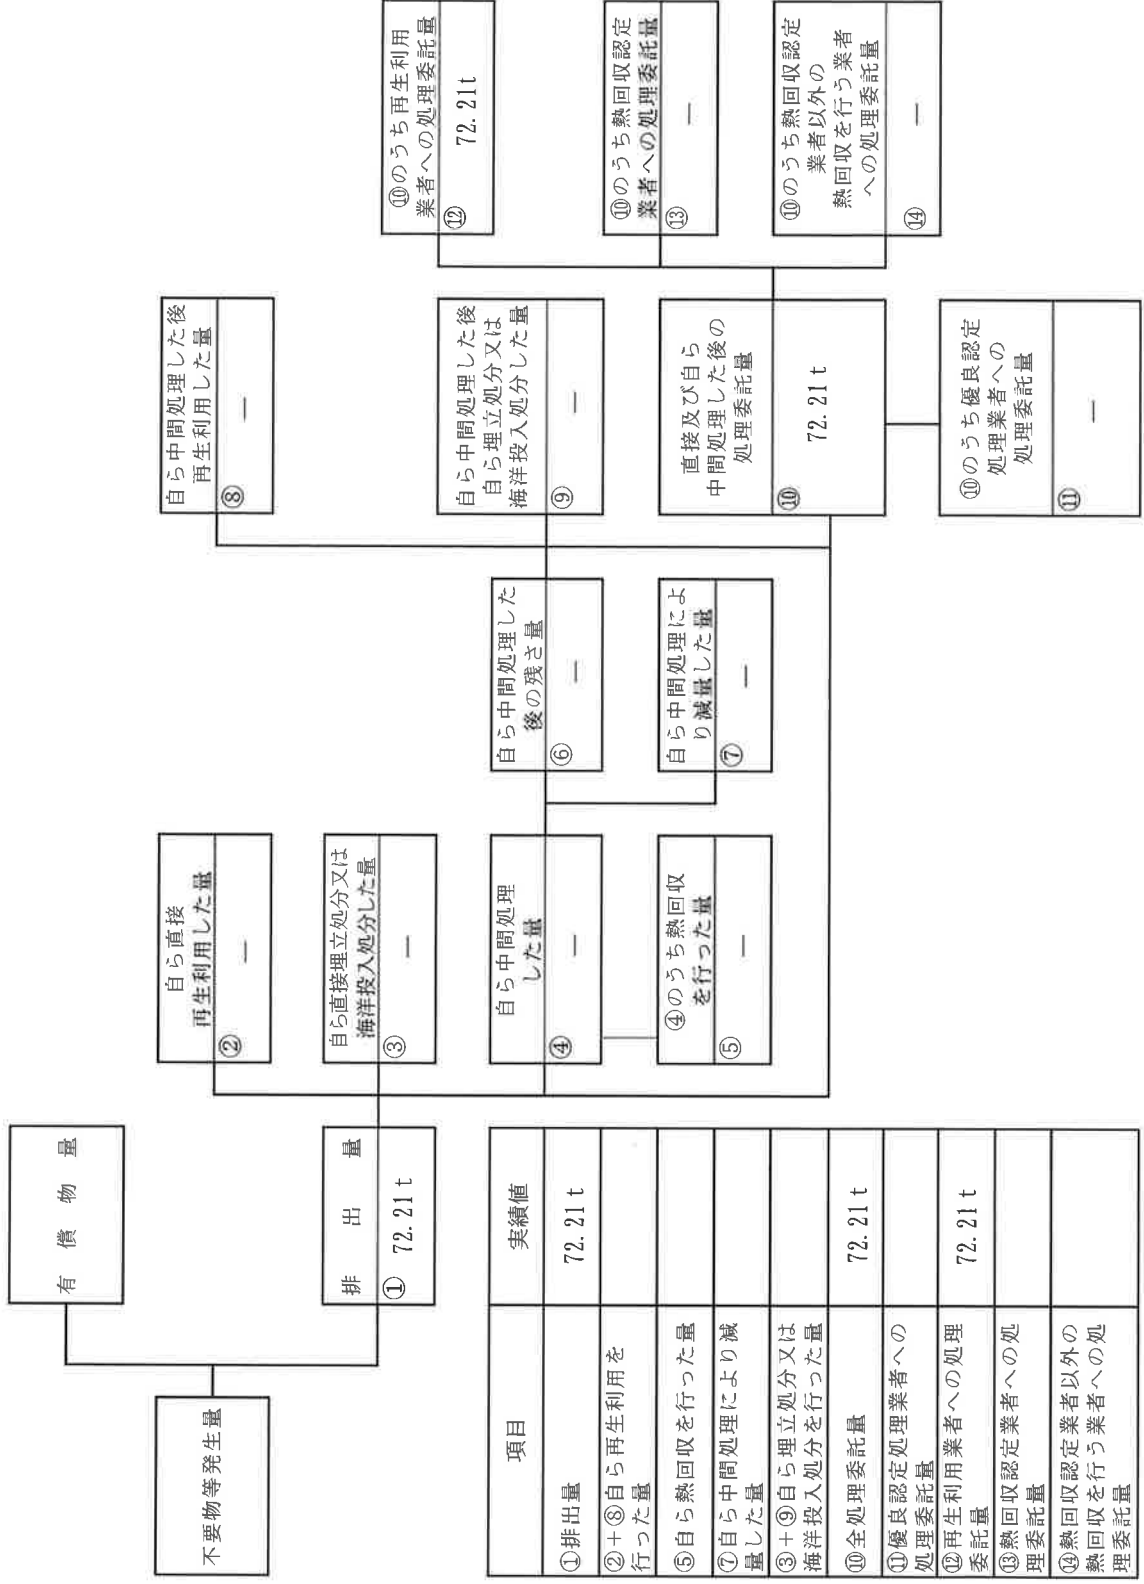 不要物等発生量
有償物量
排出量
① 72.21t
自ら直接
再生利用した量
② —
自ら直接埋立処分又は
海洋投入処分した量
③ —
自ら中間処理
した量
④ —
④のうち熱回収
を行った量
⑤ —
自ら中間処理した
後の残さ量
⑥ —
自ら中間処理によ
り減量した量
⑦ —
自ら中間処理した後
再生利用した量
⑧ —
自ら中間処理した後
自ら埋立処分又は
海洋投入処分した量
⑨ —
直接及び自ら
中間処理した後の
処理委託量
⑩ 72.21t
⑩のうち優良認定
処理業者への
処理委託量
⑪ —
⑩のうち再生利用
業者への処理委託量
⑫ 72.21t
⑩のうち熱回収認定
業者への処理委託量
⑬ —
⑩のうち熱回収認定
業者以外の
熱回収を行う業者
への処理委託量
⑭ —
項目 実績値
①排出量 72.21t
②+⑧自ら再生利用を
行った量
⑤自ら熱回収を行った量
⑦自ら中間処理により減
量した量
③+⑨自ら埋立処分又は
海洋投入処分を行った量
⑩全処理委託量 72.21t
⑪優良認定処理業者への
処理委託量
⑫再生利用業者への処理
委託量 72.21t
⑬熱回収認定業者への処
理委託量
⑭熱回収認定業者以外の
熱回収を行う業者への処
理委託量